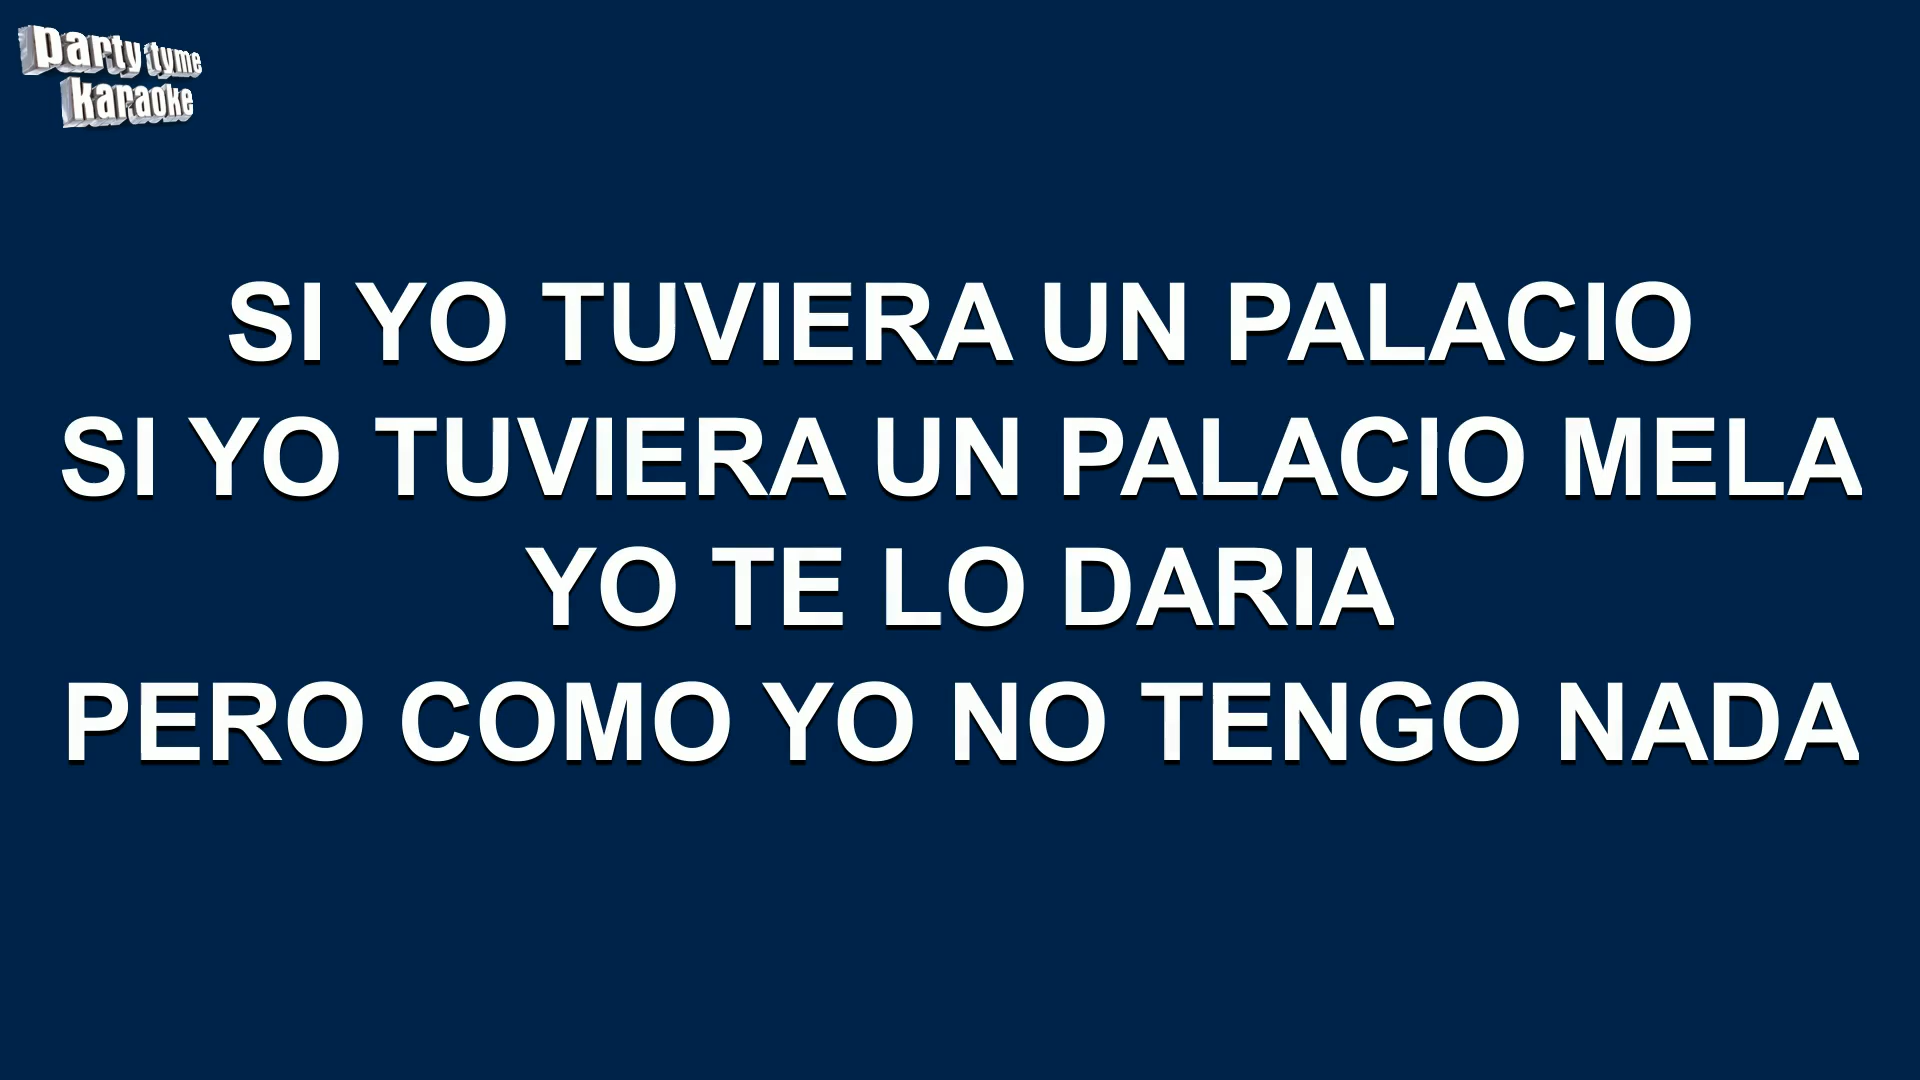 party tyme
karaoke
SI YO TUVIERA UN PALACIO
SI YO TUVIERA UN PALACIO MELA
YO TE LO DARIA
PERO COMO YO NO TENGO NADA